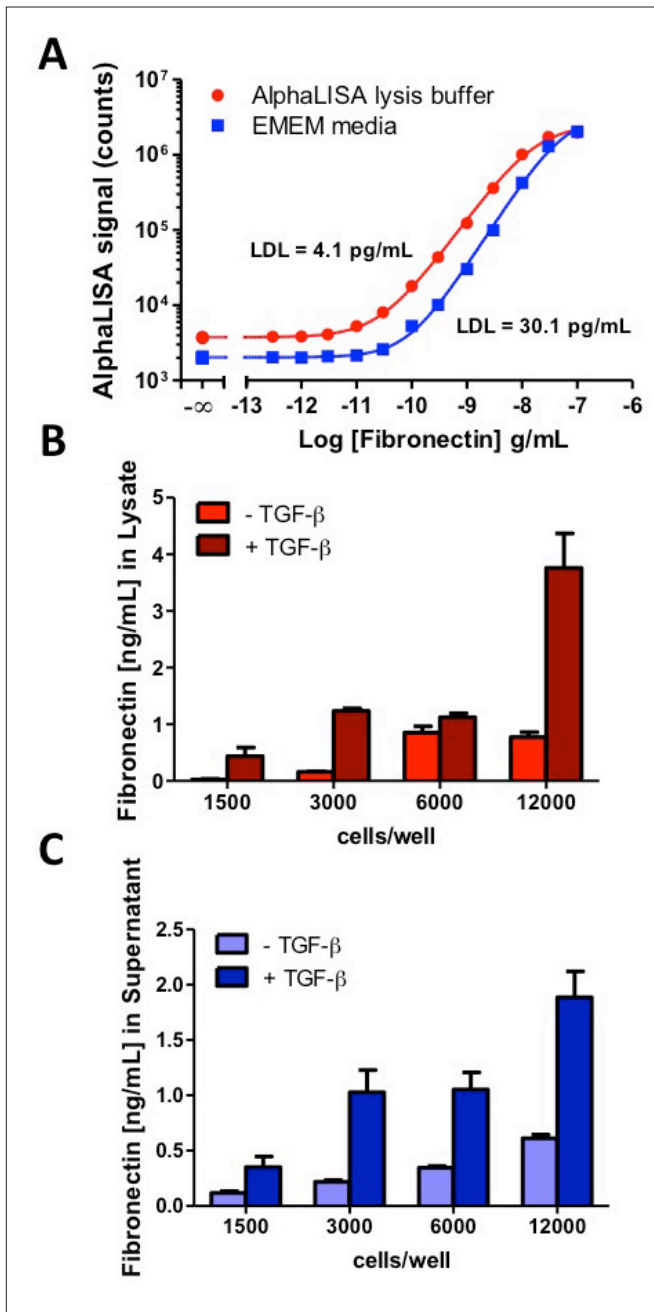 A
AlphaLISA signal (counts)
10⁷
10⁶
10⁵
10⁴
10³
AlphaLISA lysis buffer
EMEM media
LDL = 4.1 pg/mL
LDL = 30.1 pg/mL
-∞ -13 -12 -11 -10 -9 -8 -7 -6
Log [Fibronectin] g/mL
B
Fibronectin [ng/mL] in Lysate
5
4
3
2
1
0
- TGF-β
+ TGF-β
1500 3000 6000 12000
cells/well
C
Fibronectin [ng/mL] in Supernatant
2.5
2.0
1.5
1.0
0.5
0.0
- TGF-β
+ TGF-β
1500 3000 6000 12000
cells/well